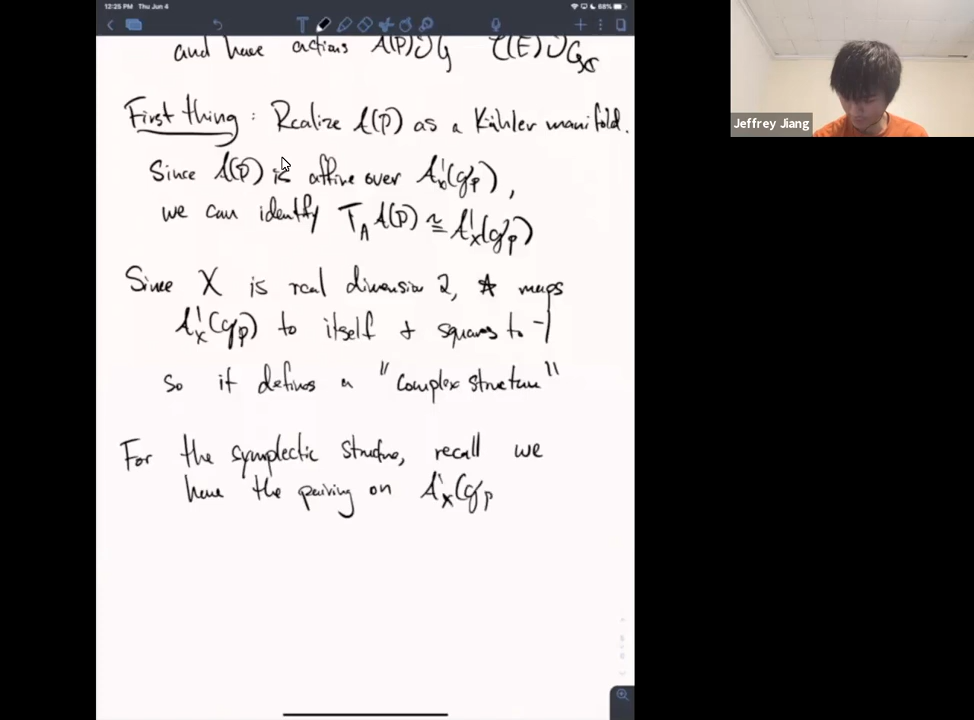 12:25 PM Thu Jun 4
68%
and have actions A(P)↻G C(E)↻G_C
First thing : Realize A(P) as a Kähler manifold.
Since A(P) is affine over A¹_X(g_P),
we can identify T_A A(P) ≅ A¹_X(g_P)
Since X is real dimension 2, ★ maps
A¹_X(g_P) to itself + squares to -1
So it defines a "complex structure"
For the symplectic structure, recall we
have the pairing on A¹_X(g_P
Jeffrey Jiang